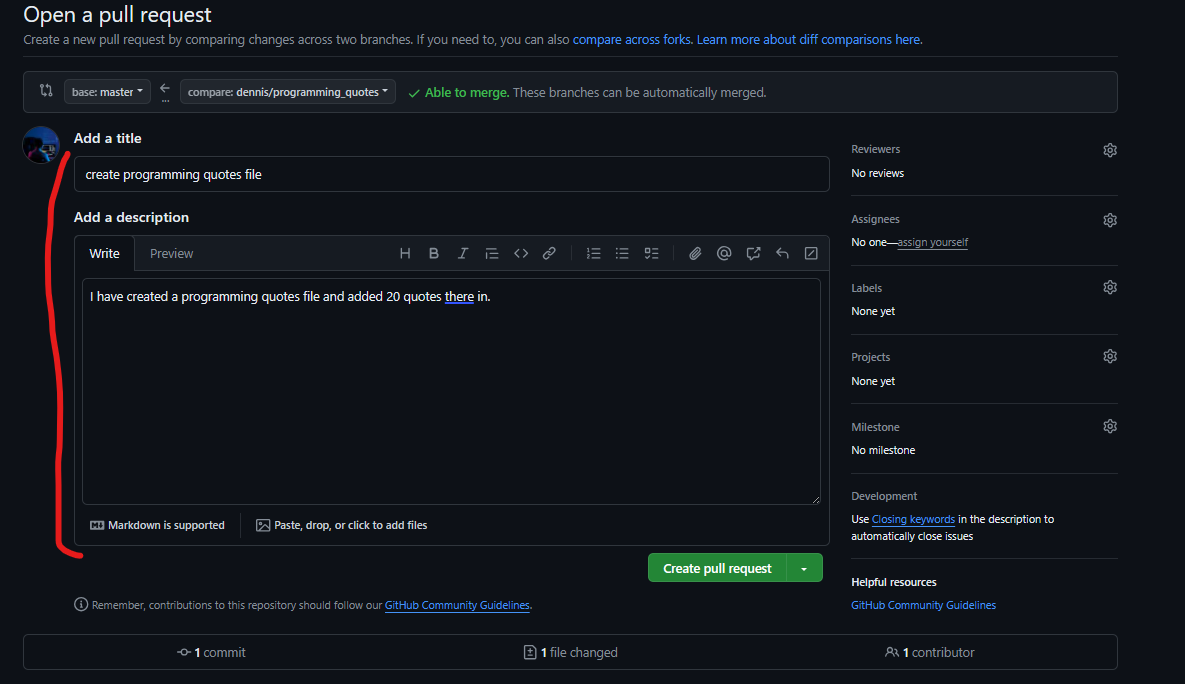 Open a pull request
Create a new pull request by comparing changes across two branches. If you need to, you can also compare across forks. Learn more about diff comparisons here.
base: master
...
compare: dennis/programming_quotes
Able to merge. These branches can be automatically merged.
Add a title
create programming quotes file
Add a description
Write Preview
I have created a programming quotes file and added 20 quotes there in.
Markdown is supported
Paste, drop, or click to add files
Create pull request
Remember, contributions to this repository should follow our GitHub Community Guidelines.
Reviewers
No reviews
Assignees
No one—assign yourself
Labels
None yet
Projects
None yet
Milestone
No milestone
Development
Use Closing keywords in the description to
automatically close issues
Helpful resources
GitHub Community Guidelines
1 commit
1 file changed
1 contributor